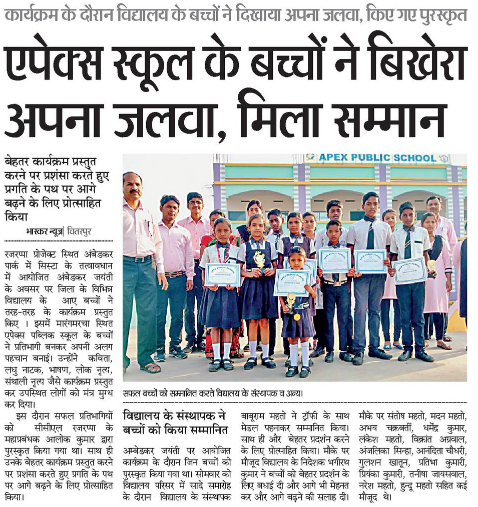 कार्यक्रम के दौरान विद्यालय के बच्चों ने दिखाया अपना जलवा, किए गए पुरस्कृत
एपेक्स स्कूल के बच्चों ने बिखेरा
अपना जलवा, मिला सम्मान
बेहतर कार्यक्रम प्रस्तुत
करने पर प्रशंसा करते हुए
प्रगति के पथ पर आगे
बढ़ने के लिए प्रोत्साहित
किया
भास्कर न्यूज | चितरपुर
रजरप्पा प्रोजेक्ट स्थित अंबेडकर
पार्क में सिस्टा के तत्वावधान
में आयोजित अंबेडकर जयंती
के अवसर पर जिला के विभिन्न
विद्यालय के आए बच्चों ने
तरह-तरह के कार्यक्रम प्रस्तुत
किए । इसमें मारंगमरचा स्थित
एपेक्स पब्लिक स्कूल के बच्चों
ने प्रतिभागी बनकर अपनी अलग
पहचान बनाई। उन्होंने कविता,
लघु नाटक, भाषण, लोक नृत्य,
संथाली नृत्य जैसे कार्यक्रम प्रस्तुत
कर उपस्थित लोगों को मंत्र मुग्ध
कर दिया।
इस दौरान सफल प्रतिभागियों
को सीसीएल रजरप्पा के
महाप्रबंधक आलोक कुमार द्वारा
पुरस्कृत किया गया था। साथ ही
उनके बेहतर कार्यक्रम प्रस्तुत करने
पर प्रशंसा करते हुए प्रगति के पथ
पर आगे बढ़ने के लिए प्रोत्साहित
किया।
APEX PUBLIC SCHOOL
सफल बच्चों को सम्मानित करते विद्यालय के संस्थापक व अन्य।
विद्यालय के संस्थापक ने
बच्चों को किया सम्मानित
अम्बेडकर जयंती पर आयोजित
कार्यक्रम के दौरान जिन बच्चों को
पुरस्कृत किया गया था। सोमवार को
विद्यालय परिसर में सादे समारोह
के दौरान विद्यालय के संस्थापक
बाबूराम महतो ने ट्रॉफी के साथ
मेडल पहनाकर सम्मानित किया।
साथ ही और बेहतर प्रदर्शन करने
के लिए प्रोत्साहित किया। मौके पर
मौजूद विद्यालय के निदेशक भगीरथ
कुमार ने बच्चों को बेहतर प्रदर्शन के
लिए बधाई दी और आगे भी मेहनत
कर और आगे बढ़ने की सलाह दी।
मौके पर संतोष महतो, मदन महतो,
अभय चक्रवर्ती, धर्मेंद्र कुमार,
लंकेश महतो, विक्रांत अग्रवाल,
अंजलिका सिन्हा, आनंदिता चौधरी,
गुलशन खातून, प्रतिभा कुमारी,
प्रियंका कुमारी, तनीषा जायसवाल,
नरेश महतो, हुन्दू महतो सहित कई
मौजूद थे।